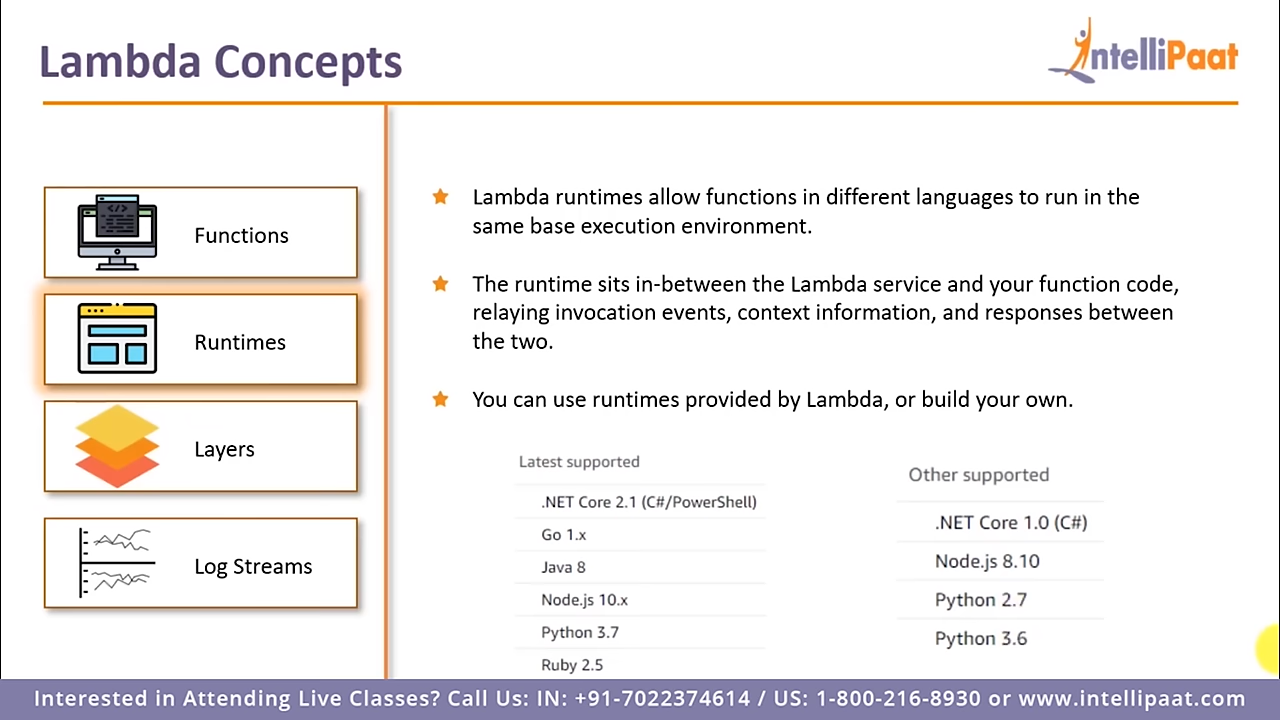 Lambda Concepts
IntelliPaat
Functions
Runtimes
Layers
Log Streams
Lambda runtimes allow functions in different languages to run in the
same base execution environment.
The runtime sits in-between the Lambda service and your function code,
relaying invocation events, context information, and responses between
the two.
You can use runtimes provided by Lambda, or build your own.
Latest supported
.NET Core 2.1 (C#/PowerShell)
Go 1.x
Java 8
Node.js 10.x
Python 3.7
Ruby 2.5
Other supported
.NET Core 1.0 (C#)
Node.js 8.10
Python 2.7
Python 3.6
Interested in Attending Live Classes? Call Us: IN: +91-7022374614 / US: 1-800-216-8930 or www.intellipaat.com